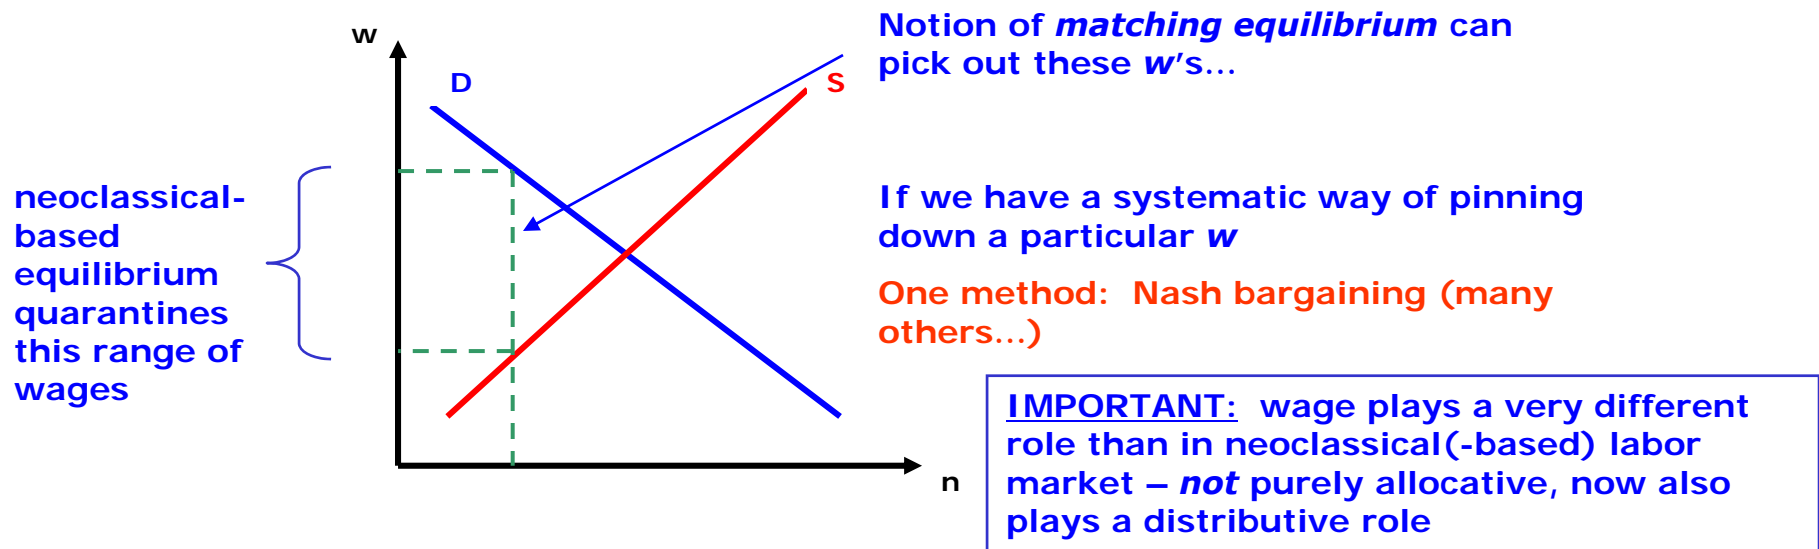 Notion of matching equilibrium can
pick out these w's...
w
D
S
neoclassical-
based
equilibrium
quarantines
this range of
wages
If we have a systematic way of pinning
down a particular w
One method: Nash bargaining (many
others...)
n
IMPORTANT: wage plays a very different
role than in neoclassical(-based) labor
market – not purely allocative, now also
plays a distributive role